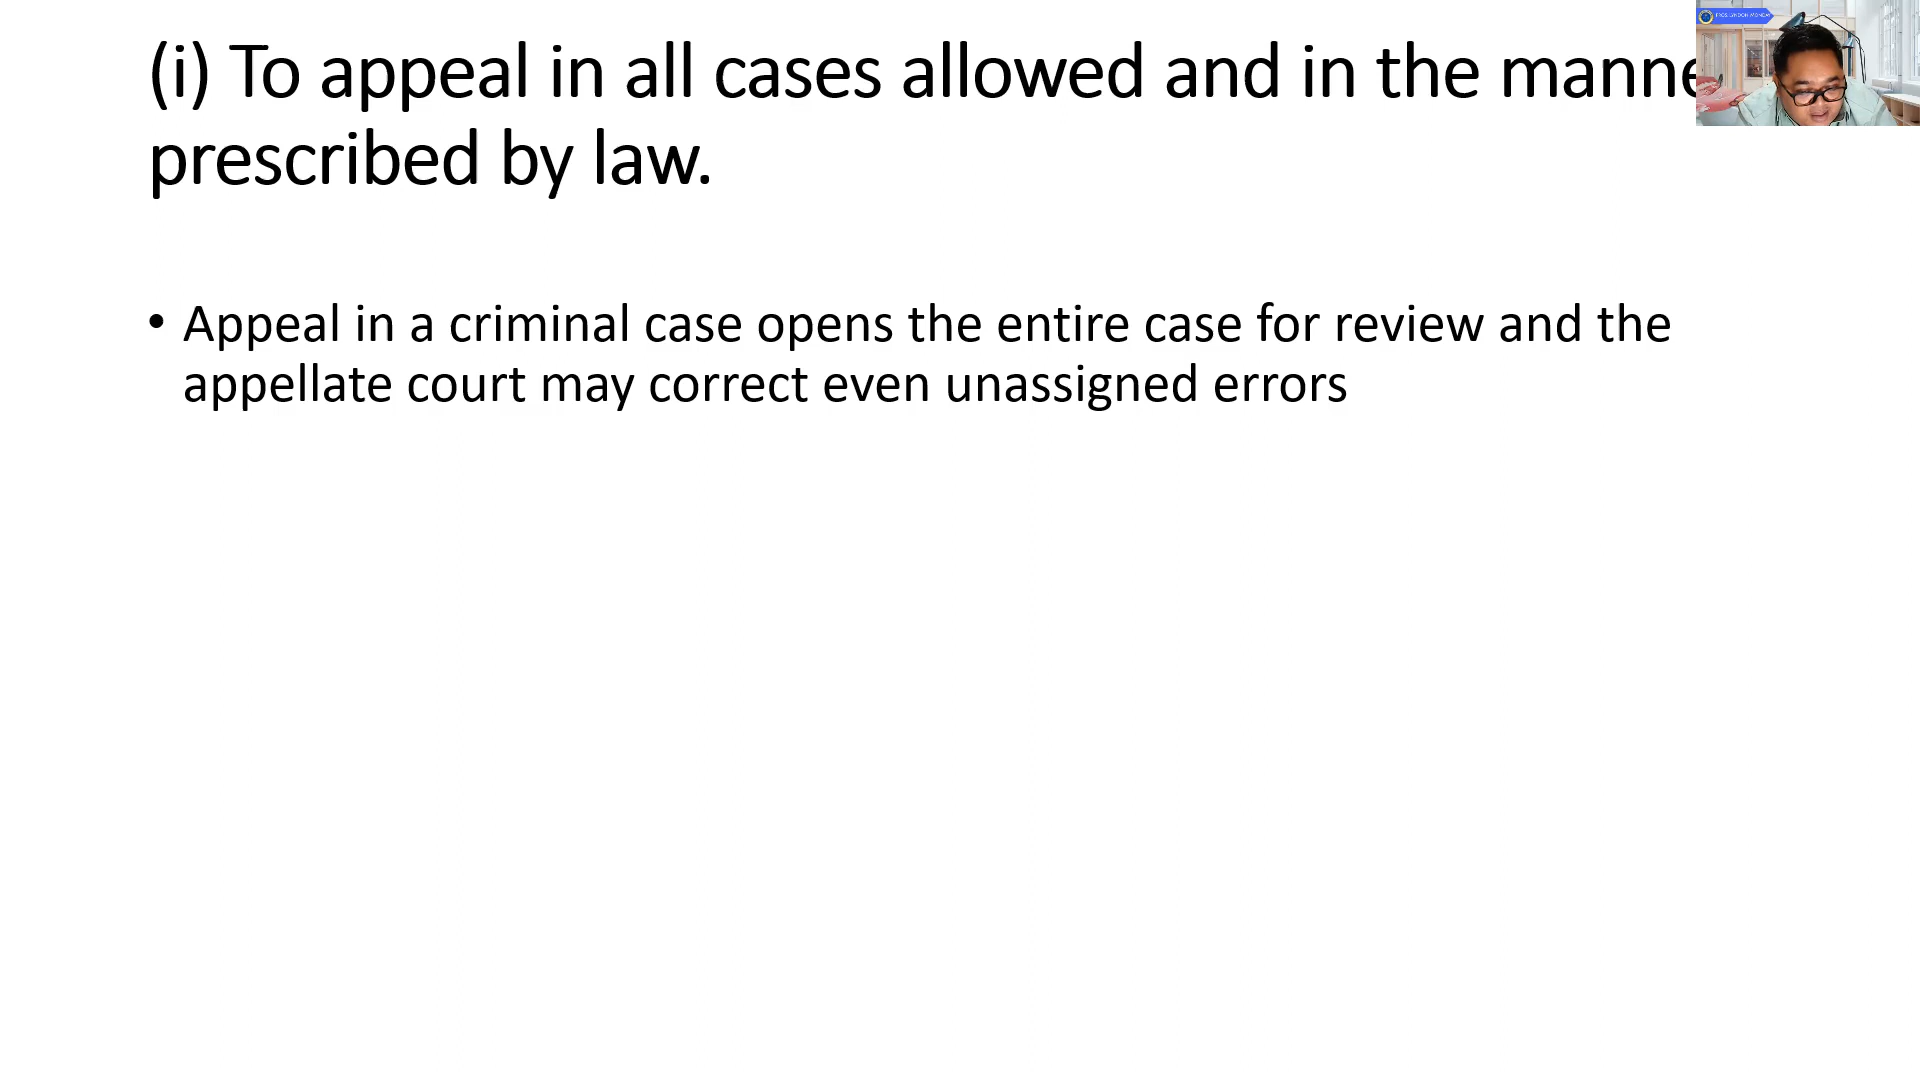 (i) To appeal in all cases allowed and in the manne
prescribed by law.
• Appeal in a criminal case opens the entire case for review and the
appellate court may correct even unassigned errors